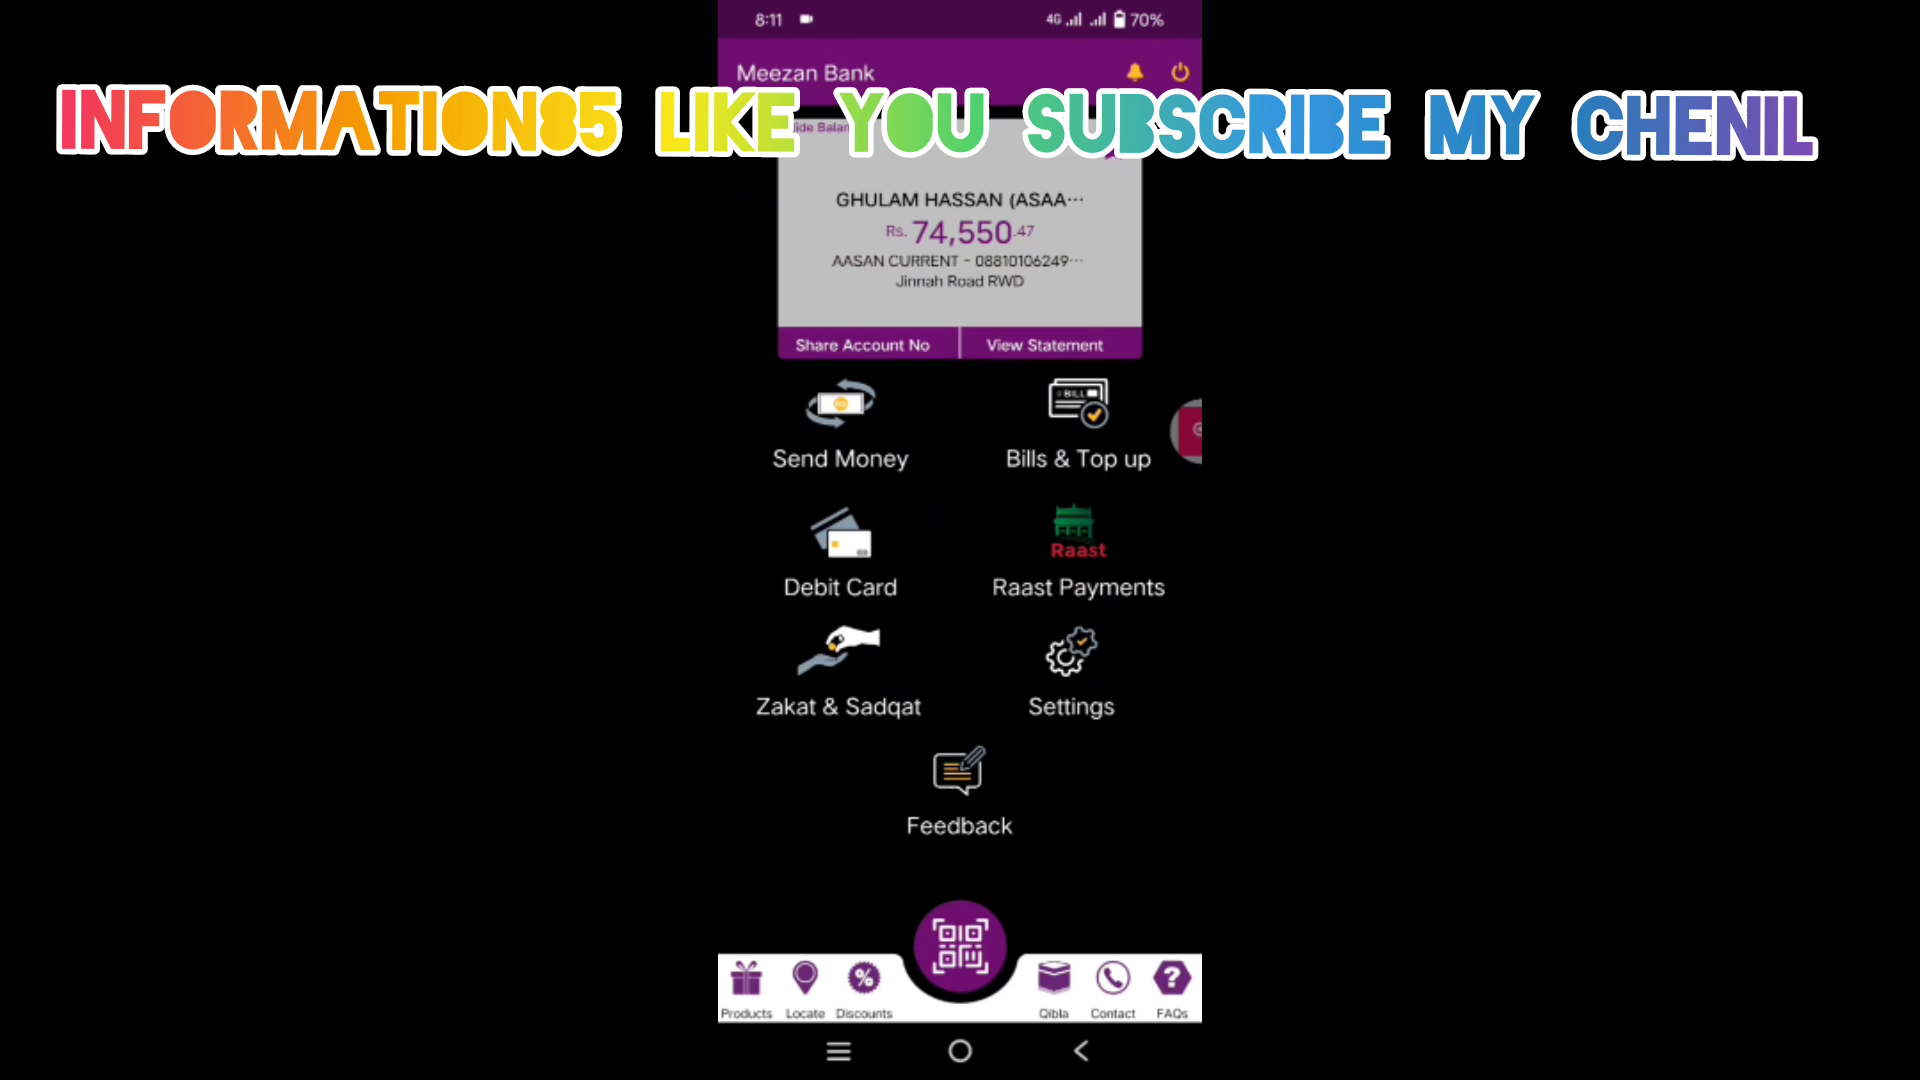 8:11 4G 70%
Meezan Bank
INFORMATION85 LIKE YOU SUBSCRIBE MY CHENIL
GHULAM HASSAN (ASAA...
Rs. 74,550.47
AASAN CURRENT - 08810106249...
Jinnah Road RWD
Share Account No View Statement
BILL
Send Money Bills & Top up
Raast
Debit Card Raast Payments
Zakat & Sadqat Settings
Feedback
Products Locate Discounts Qibla Contact FAQs